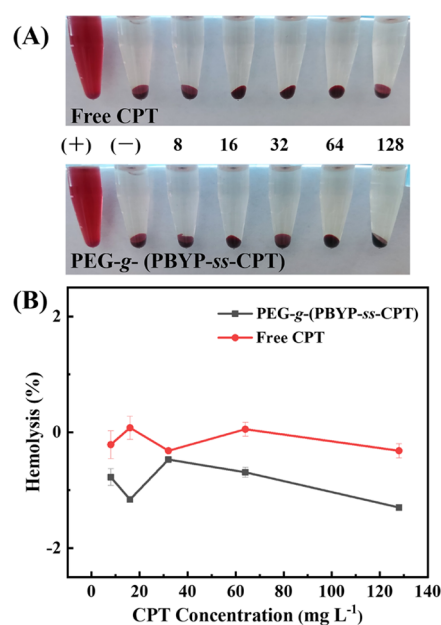 (A)
Free CPT
(+) (−) 8 16 32 64 128
PEG-g- (PBYP-ss-CPT)
(B)
PEG-g-(PBYP-ss-CPT)
Free CPT
2
0
-2
Hemolysis (%)
0 20 40 60 80 100 120 140
CPT Concentration (mg L⁻¹)